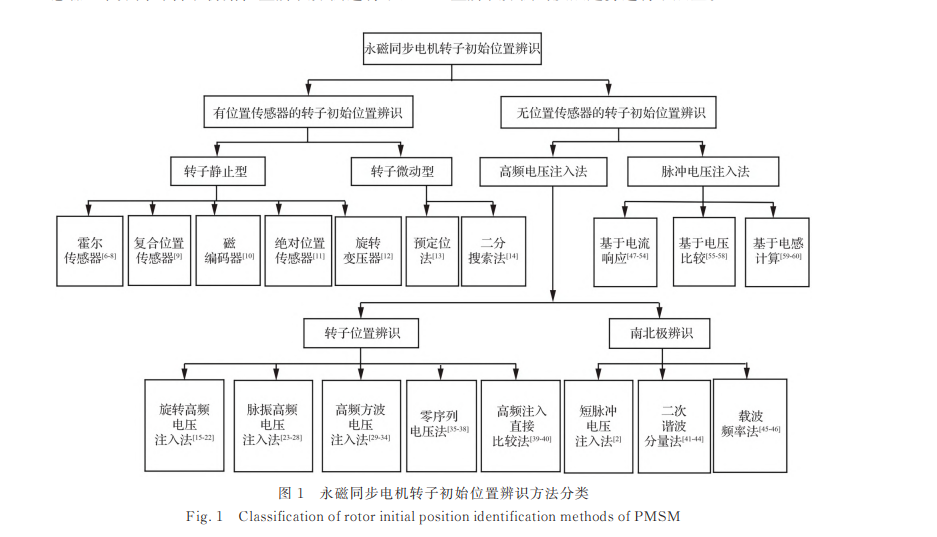 永磁同步电机转子初始位置辨识
有位置传感器的转子初始位置辨识
无位置传感器的转子初始位置辨识
转子静止型
转子微动型
高频电压注入法
脉冲电压注入法
霍尔
传感器[6-8]
复合位置
传感器[9]
磁
编码器[10]
绝对位置
传感器[11]
旋转
变压器[12]
预定位
法[13]
二分
搜索法[14]
基于电流
响应[47-54]
基于电压
比较[55-58]
基于电感
计算[59-60]
转子位置辨识
南北极辨识
旋转高频
电压
注入法[15-22]
脉振高频
电压
注入法[23-28]
高频方波
电压
注入法[29-34]
零序列
电压法[35-38]
高频注入
直接
比较法[39-40]
短脉冲
电压
注入法[2]
二次
谐波
分量法[41-44]
载波
频率法[45-46]
图 1 永磁同步电机转子初始位置辨识方法分类
Fig. 1 Classification of rotor initial position identification methods of PMSM